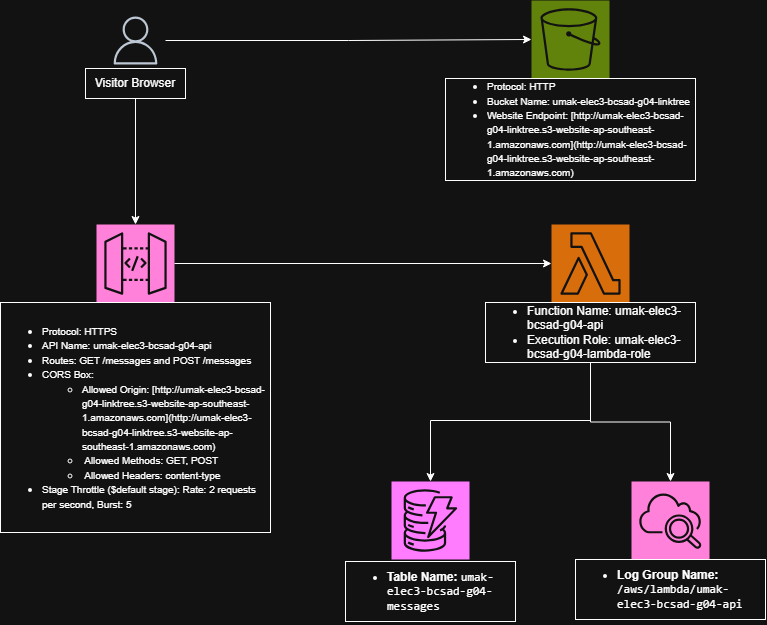 Visitor Browser
Protocol: HTTP
Bucket Name: umak-elec3-bcsad-g04-linktree
Website Endpoint: [http://umak-elec3-bcsad-
g04-linktree.s3-website-ap-southeast-
1.amazonaws.com](http://umak-elec3-bcsad-
g04-linktree.s3-website-ap-southeast-
1.amazonaws.com)
</>
Protocol: HTTPS
API Name: umak-elec3-bcsad-g04-api
Routes: GET /messages and POST /messages
CORS Box:
Allowed Origin: [http://umak-elec3-bcsad-
g04-linktree.s3-website-ap-southeast-
1.amazonaws.com](http://umak-elec3-
bcsad-g04-linktree.s3-website-ap-
southeast-1.amazonaws.com)
Allowed Methods: GET, POST
Allowed Headers: content-type
Stage Throttle ($default stage): Rate: 2 requests
per second, Burst: 5
Function Name: umak-elec3-
bcsad-g04-api
Execution Role: umak-elec3-
bcsad-g04-lambda-role
Table Name: umak-
elec3-bcsad-g04-
messages
Log Group Name:
/aws/lambda/umak-
elec3-bcsad-g04-api